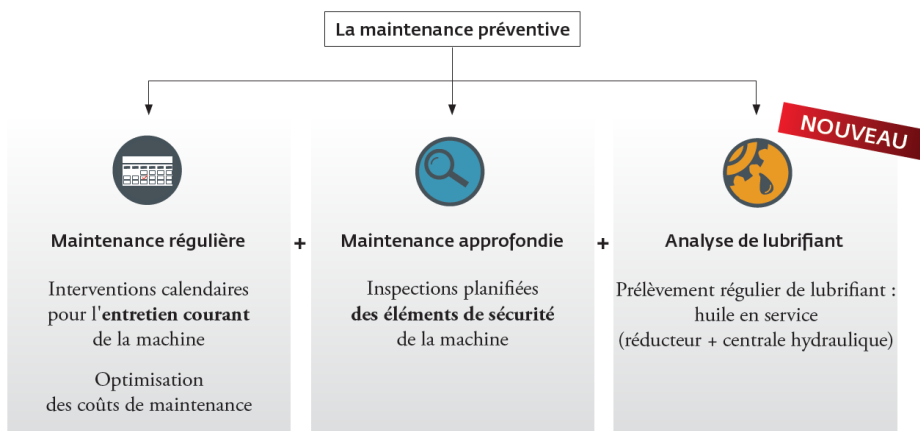 La maintenance préventive
NOUVEAU
Maintenance régulière
+
Maintenance approfondie
+
Analyse de lubrifiant
Interventions calendaires
pour l'entretien courant
de la machine
Optimisation
des coûts de maintenance
Inspections planifiées
des éléments de sécurité
de la machine
Prélèvement régulier de lubrifiant :
huile en service
(réducteur + centrale hydraulique)